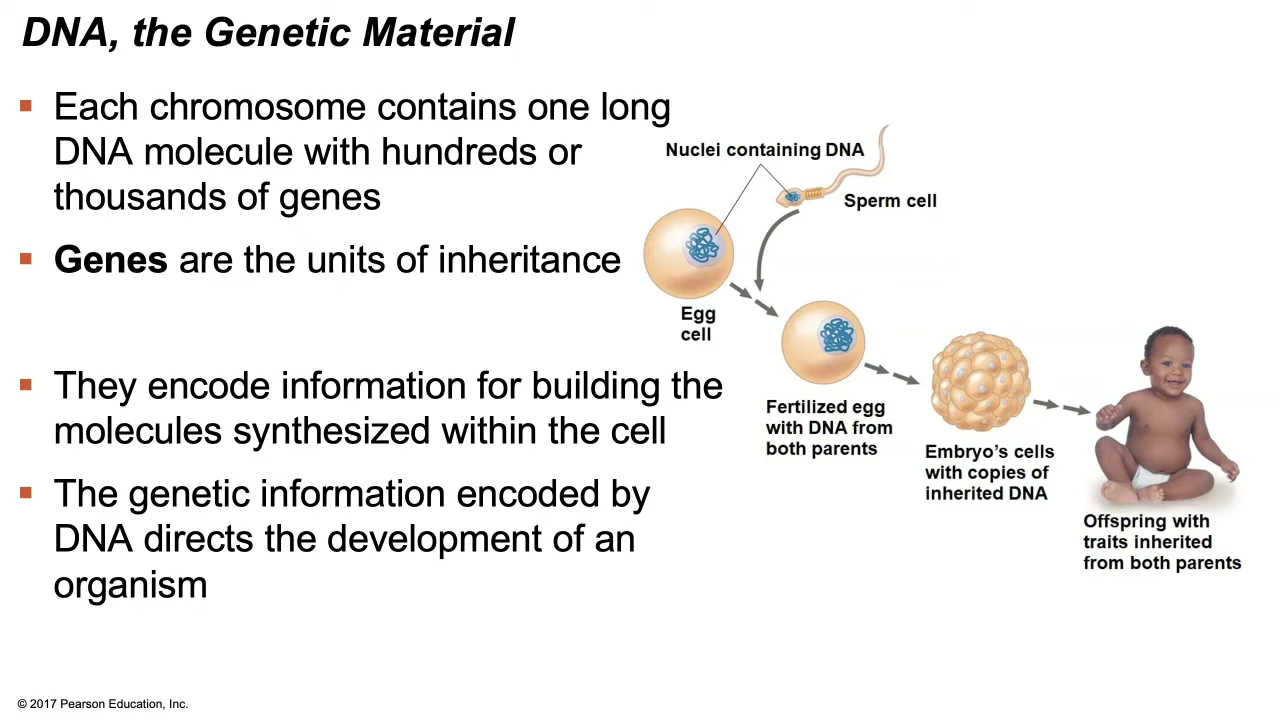 DNA, the Genetic Material
▪ Each chromosome contains one long
DNA molecule with hundreds or
thousands of genes
▪ Genes are the units of inheritance
▪ They encode information for building the
molecules synthesized within the cell
▪ The genetic information encoded by
DNA directs the development of an
organism
Nuclei containing DNA
Sperm cell
Egg
cell
Fertilized egg
with DNA from
both parents
Embryo’s cells
with copies of
inherited DNA
Offspring with
traits inherited
from both parents
© 2017 Pearson Education, Inc.